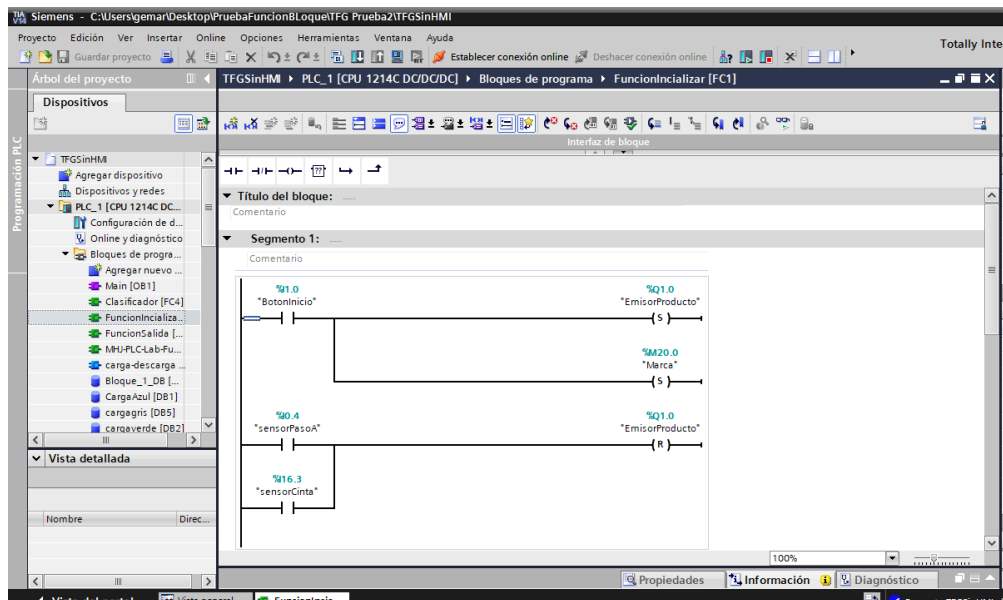 Siemens - C:\Users\gemar\Desktop\PruebaFuncionBLoque\TFG Prueba2\TFGSinHMI
Proyecto Edición Ver Insertar Online Opciones Herramientas Ventana Ayuda
Totally Inte
Guardar proyecto
Establecer conexión online
Deshacer conexión online
Árbol del proyecto
TFGSinHMI PLC_1 [CPU 1214C DC/DC/DC] Bloques de programa FuncionIncializar [FC1]
Dispositivos
Programación PLC
Interfaz de bloque
TFGSinHMI
Agregar dispositivo
Dispositivos y redes
PLC_1 [CPU 1214C DC...
Configuración de d...
Online y diagnóstico
Bloques de progra...
Agregar nuevo ...
Main [OB1]
Clasificador [FC4]
FuncionIncializa...
FuncionSalida [...
MHJ-PLC-Lab-Fu...
carga-descarga ...
Bloque_1_DB [...
CargaAzul [DB1]
cargagris [DB5]
cargaverde [DB2]
Vista detallada
Nombre Direc...
??
Título del bloque: .....
Comentario
Segmento 1: .....
Comentario
%I1.0
"BotonInicio"
%Q1.0
"EmisorProducto"
S
%M20.0
"Marca"
S
%I0.4
"sensorPasoA"
%Q1.0
"EmisorProducto"
R
%I16.3
"sensorCinta"
100%
Propiedades Información Diagnóstico